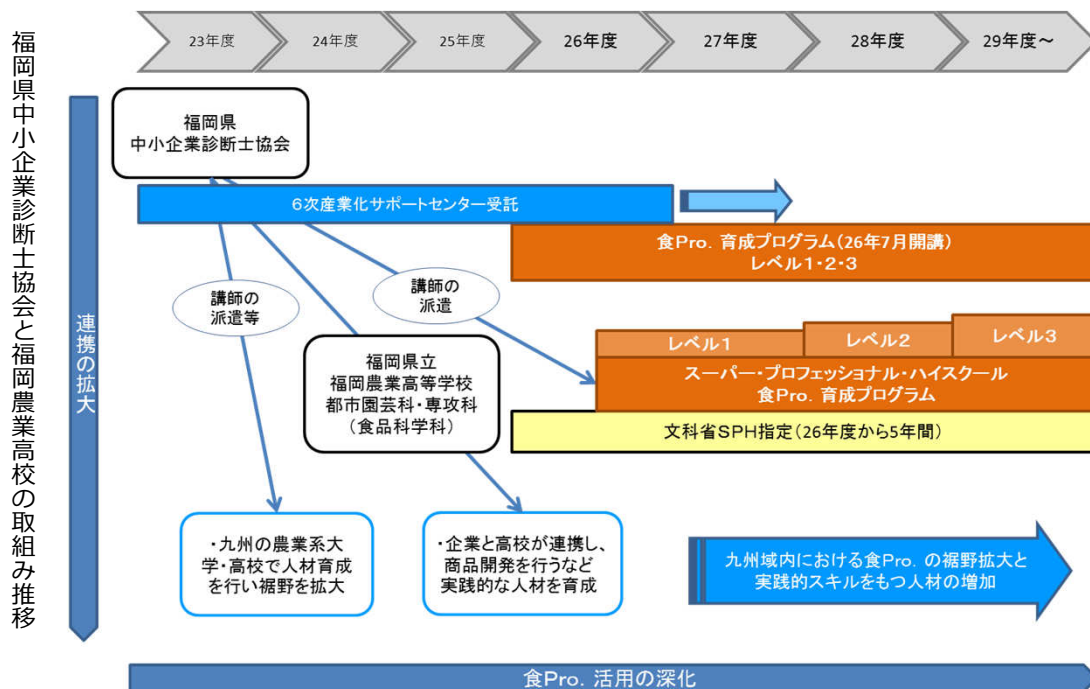 福岡県中小企業診断士協会と福岡農業高校の取組み推移
23年度
24年度
25年度
26年度
27年度
28年度
29年度~
連携の拡大
福岡県
中小企業診断士協会
6次産業化サポートセンター受託
食Pro. 育成プログラム(26年7月開講)
レベル1・2・3
講師の
派遣等
講師の
派遣
福岡県立
福岡農業高等学校
都市園芸科・専攻科
(食品科学科)
レベル1
レベル2
レベル3
スーパー・プロフェッショナル・ハイスクール
食Pro. 育成プログラム
文科省SPH指定(26年度から5年間)
・九州の農業系大
学・高校で人材育成
を行い裾野を拡大
・企業と高校が連携し、
商品開発を行うなど
実践的な人材を育成
九州域内における食Pro. の裾野拡大と
実践的スキルをもつ人材の増加
食Pro. 活用の深化